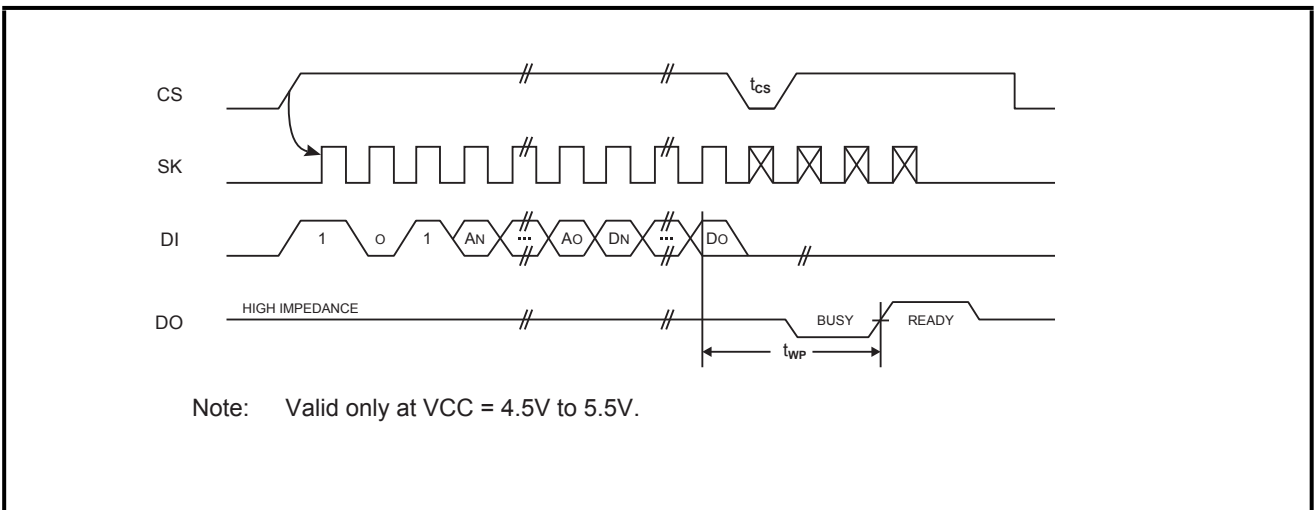 CS
tcs
SK
DI
1 0 1 AN ... AO DN ... DO
DO
HIGH IMPEDANCE
BUSY
READY
tWP
Note: Valid only at VCC = 4.5V to 5.5V.